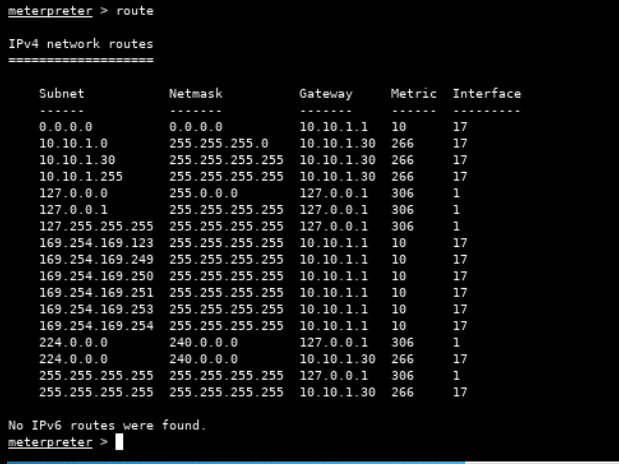 meterpreter > route
IPv4 network routes
===================
Subnet Netmask Gateway Metric Interface
------ ------- ------- ------ ---------
0.0.0.0 0.0.0.0 10.10.1.1 10 17
10.10.1.0 255.255.255.0 10.10.1.30 266 17
10.10.1.30 255.255.255.255 10.10.1.30 266 17
10.10.1.255 255.255.255.255 10.10.1.30 266 17
127.0.0.0 255.0.0.0 127.0.0.1 306 1
127.0.0.1 255.255.255.255 127.0.0.1 306 1
127.255.255.255 255.255.255.255 127.0.0.1 306 1
169.254.169.123 255.255.255.255 10.10.1.1 10 17
169.254.169.249 255.255.255.255 10.10.1.1 10 17
169.254.169.250 255.255.255.255 10.10.1.1 10 17
169.254.169.251 255.255.255.255 10.10.1.1 10 17
169.254.169.253 255.255.255.255 10.10.1.1 10 17
169.254.169.254 255.255.255.255 10.10.1.1 10 17
224.0.0.0 240.0.0.0 127.0.0.1 306 1
224.0.0.0 240.0.0.0 10.10.1.30 266 17
255.255.255.255 255.255.255.255 127.0.0.1 306 1
255.255.255.255 255.255.255.255 10.10.1.30 266 17
No IPv6 routes were found.
meterpreter >